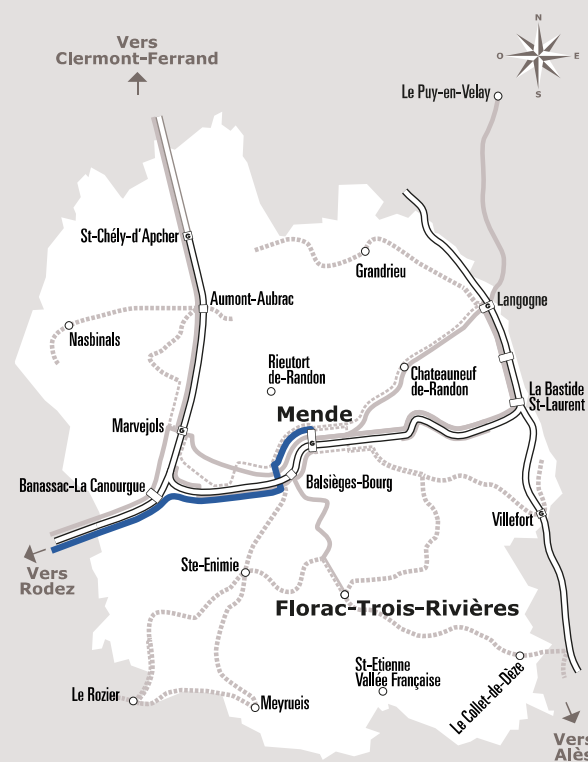 N
Vers
Clermont-Ferrand
O
E
S
Le Puy-en-Velay
St-Chély-d'Apcher
G
Grandrieu
Aumont-Aubrac
Langogne
G
Nasbinals
Rieutort
de-Randon
Chateauneuf
de-Randon
La Bastide
St-Laurent
Mende
Marvejols
G
G
Banassac-La Canourgue
Balsièges-Bourg
Villefort
G
Vers
Rodez
Ste-Enimie
Florac-Trois-Rivières
St-Etienne
Vallée Française
Le Collet-de-Dèze
Le Rozier
Meyrueis
Vers
Alès